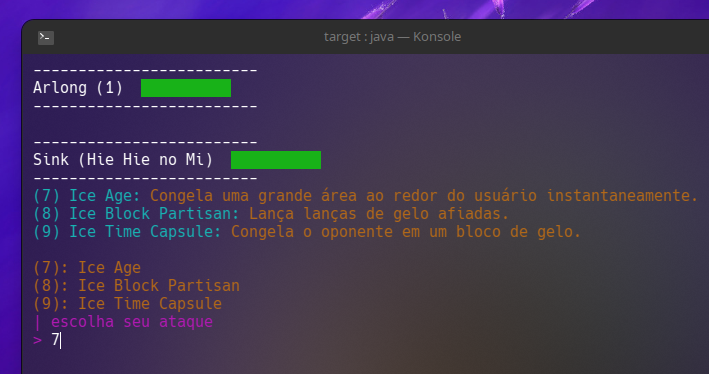 target : java — Konsole
-------------------------
Arlong (1)
-------------------------
-------------------------
Sink (Hie Hie no Mi)
-------------------------
(7) Ice Age: Congela uma grande área ao redor do usuário instantaneamente.
(8) Ice Block Partisan: Lança lanças de gelo afiadas.
(9) Ice Time Capsule: Congela o oponente em um bloco de gelo.
(7): Ice Age
(8): Ice Block Partisan
(9): Ice Time Capsule
| escolha seu ataque
> 7